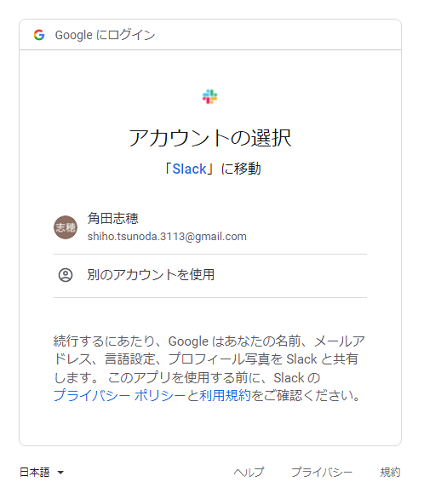 Google にログイン
アカウントの選択
「Slack」に移動
志穂
角田志穂
shiho.tsunoda.3113@gmail.com
別のアカウントを使用
続行するにあたり、Google はあなたの名前、メールア
ドレス、言語設定、プロフィール写真を Slack と共有
します。 このアプリを使用する前に、Slack の
プライバシー ポリシーと利用規約をご確認ください。
日本語
ヘルプ
プライバシー
規約